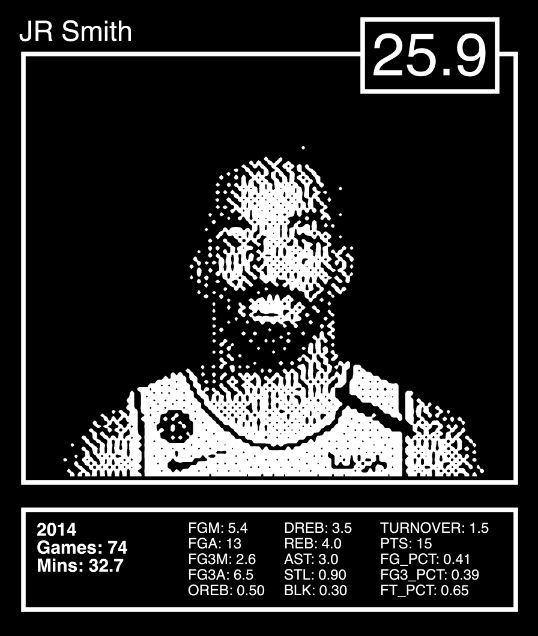 JR Smith
25.9
2014
Games: 74
Mins: 32.7
FGM: 5.4
FGA: 13
FG3M: 2.6
FG3A: 6.5
OREB: 0.50
DREB: 3.5
REB: 4.0
AST: 3.0
STL: 0.90
BLK: 0.30
TURNOVER: 1.5
PTS: 15
FG_PCT: 0.41
FG3_PCT: 0.39
FT_PCT: 0.65